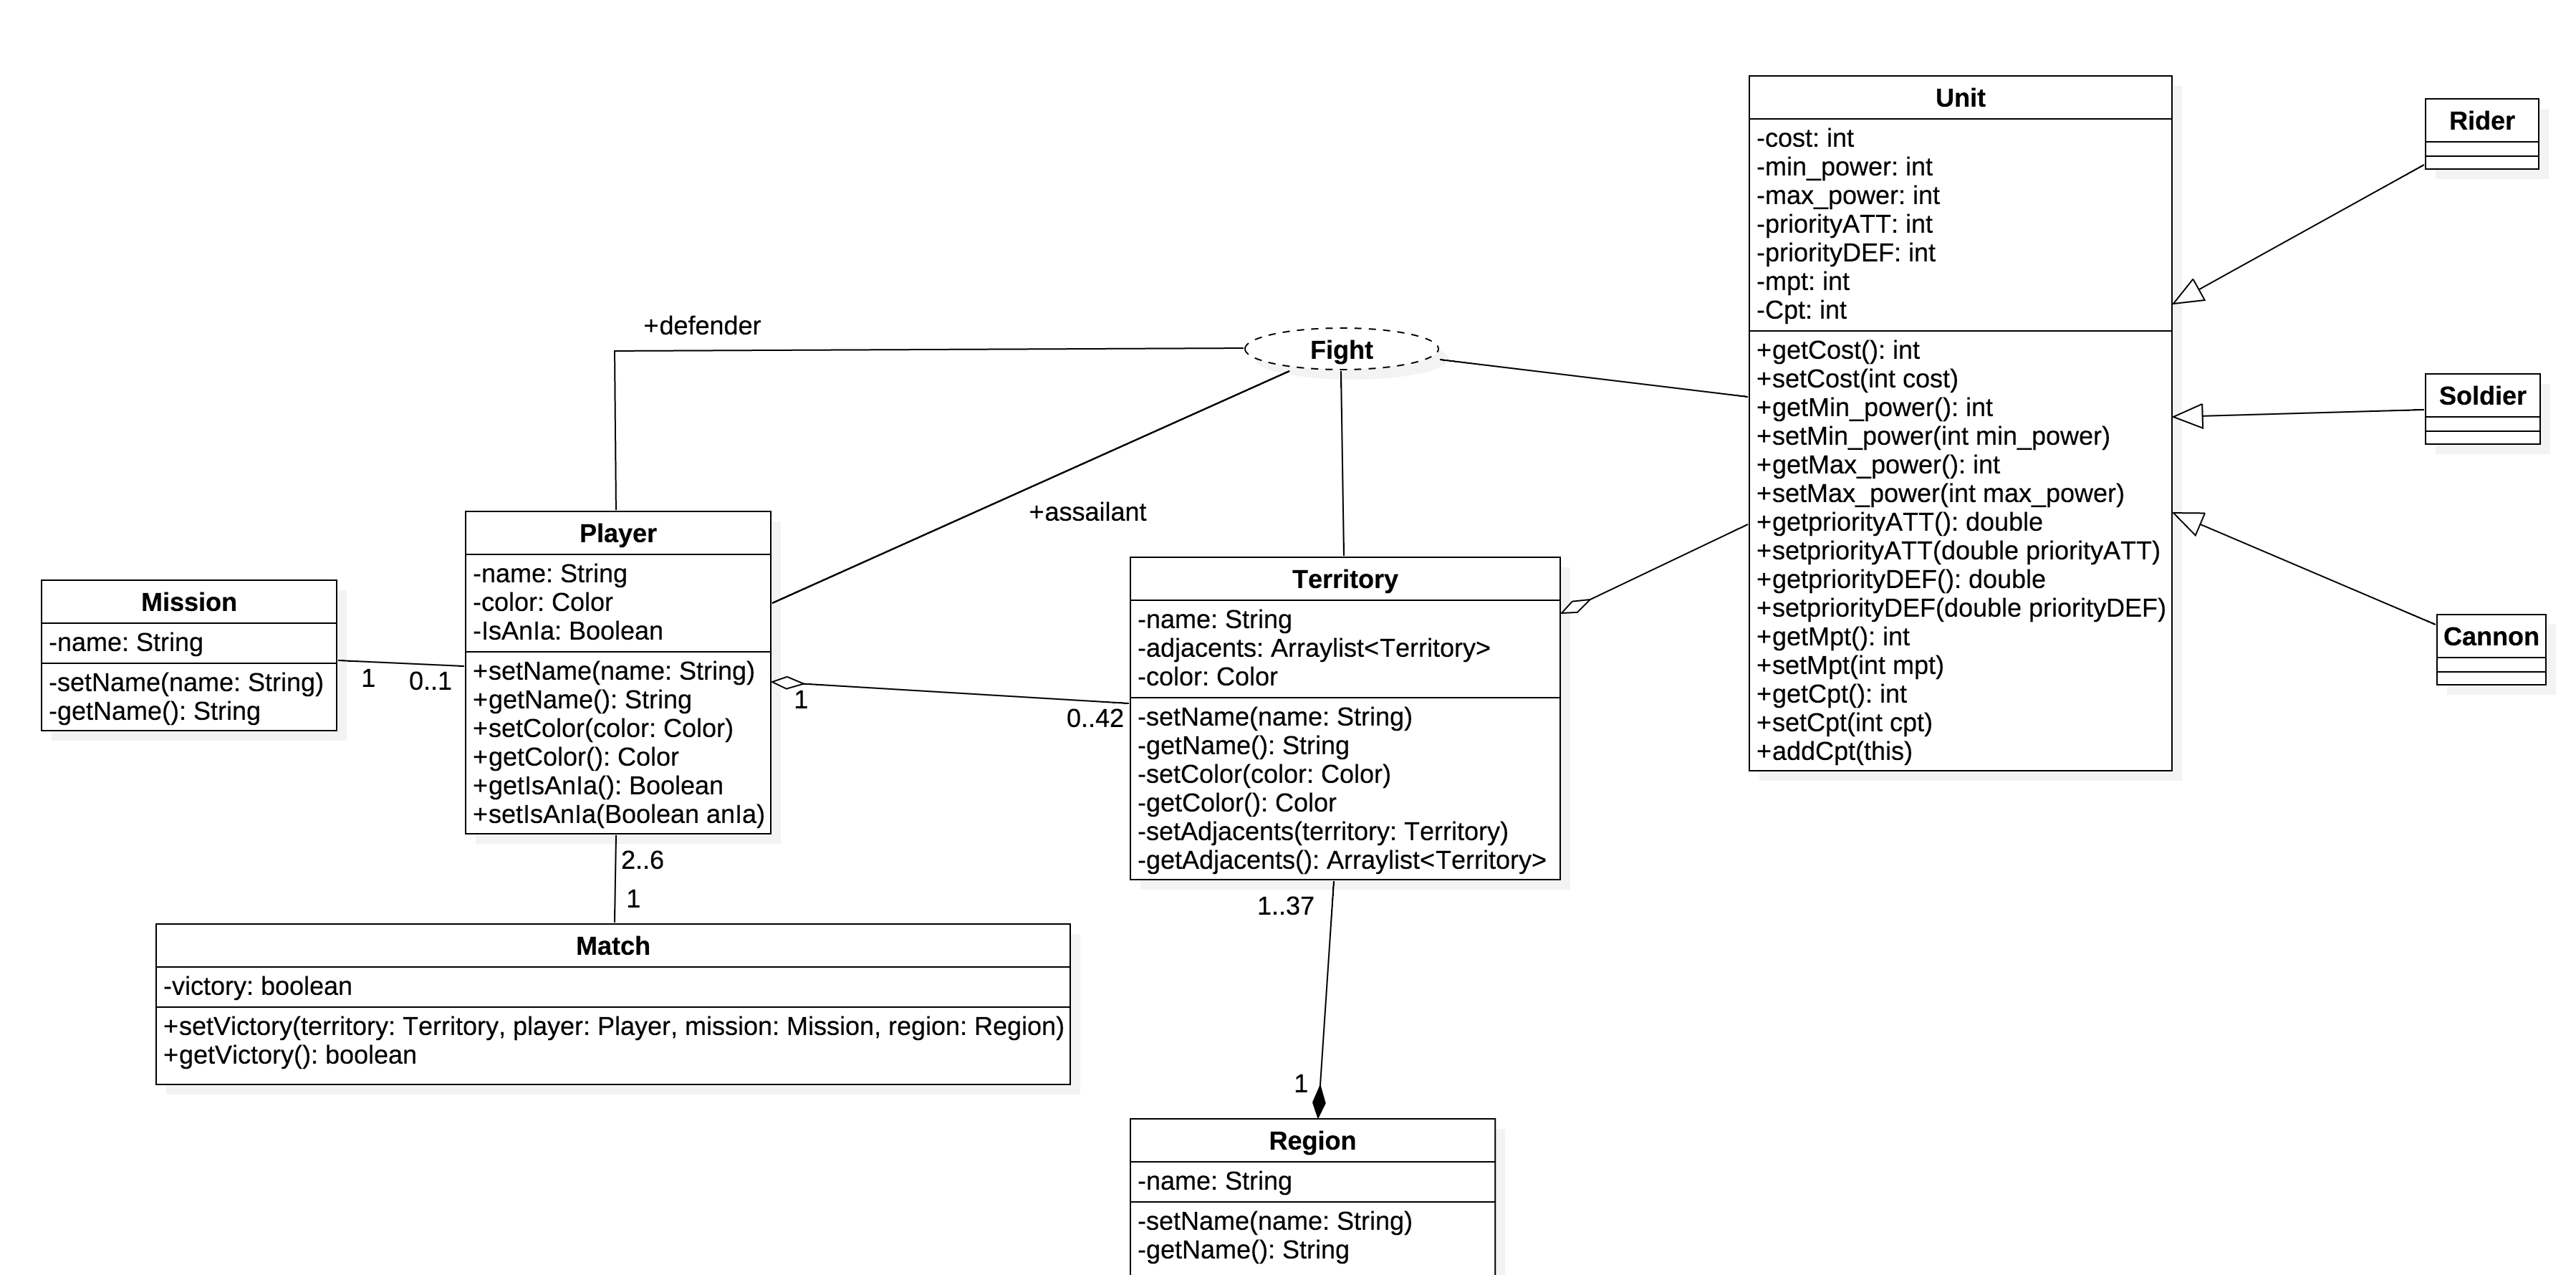 Unit
-cost: int
-min_power: int
-max_power: int
-priorityATT: int
-priorityDEF: int
-mpt: int
-Cpt: int
+getCost(): int
+setCost(int cost)
+getMin_power(): int
+setMin_power(int min_power)
+getMax_power(): int
+setMax_power(int max_power)
+getpriorityATT(): double
+setpriorityATT(double priorityATT)
+getpriorityDEF(): double
+setpriorityDEF(double priorityDEF)
+getMpt(): int
+setMpt(int mpt)
+getCpt(): int
+setCpt(int cpt)
+addCpt(this)
Rider
Soldier
Cannon
+defender
Fight
+assailant
Player
-name: String
-color: Color
-IsAnIa: Boolean
+setName(name: String)
+getName(): String
+setColor(color: Color)
+getColor(): Color
+getIsAnIa(): Boolean
+setIsAnIa(Boolean anIa)
Mission
-name: String
-setName(name: String)
-getName(): String
1
0..1
1
0..42
Territory
-name: String
-adjacents: Arraylist<Territory>
-color: Color
-setName(name: String)
-getName(): String
-setColor(color: Color)
-getColor(): Color
-setAdjacents(territory: Territory)
-getAdjacents(): Arraylist<Territory>
2..6
1
Match
-victory: boolean
+setVictory(territory: Territory, player: Player, mission: Mission, region: Region)
+getVictory(): boolean
1..37
1
Region
-name: String
-setName(name: String)
-getName(): String